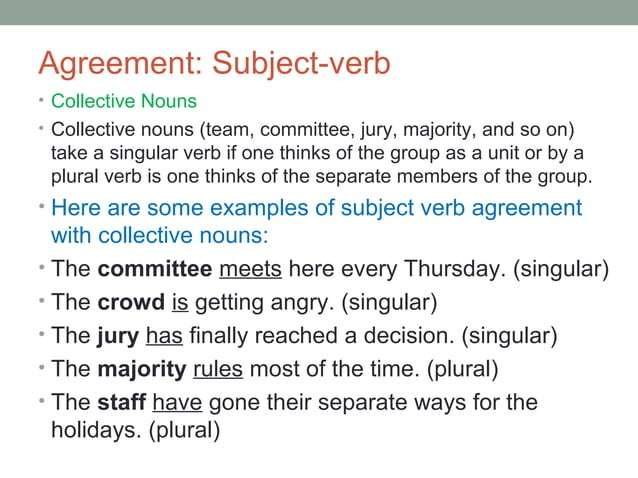 Agreement: Subject-verb
• Collective Nouns
• Collective nouns (team, committee, jury, majority, and so on)
take a singular verb if one thinks of the group as a unit or by a
plural verb is one thinks of the separate members of the group.
• Here are some examples of subject verb agreement
with collective nouns:
• The committee meets here every Thursday. (singular)
• The crowd is getting angry. (singular)
• The jury has finally reached a decision. (singular)
• The majority rules most of the time. (plural)
• The staff have gone their separate ways for the
holidays. (plural)